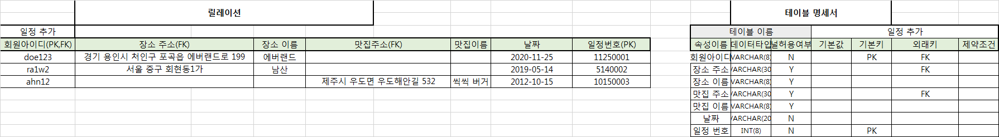 릴레이션
테이블 명세서
일정 추가
테이블 이름 일정 추가
회원아이디(PK,FK) 장소 주소(FK) 장소 이름 맛집주소(FK) 맛집이름 날짜 일정번호(PK)
속성이름 데이터타입 널허용여부 기본값 기본키 외래키 제약조건
doe123 경기 용인시 처인구 포곡읍 에버랜드로 199 에버랜드 2020-11-25 11250001
회원아이디 VARCHAR(8) N PK FK
ra1w2 서울 중구 회현동1가 남산 2019-05-14 5140002
장소 주소 VARCHAR(30 Y FK
장소 이름 VARCHAR(8) Y
ahn12 제주시 우도면 우도해안길 532 씩씩 버거 2012-10-15 10150003
맛집 주소 VARCHAR(30 Y FK
맛집 이름 VARCHAR(8) Y
날짜 VARCHAR(20 N
일정 번호 INT(8) N PK